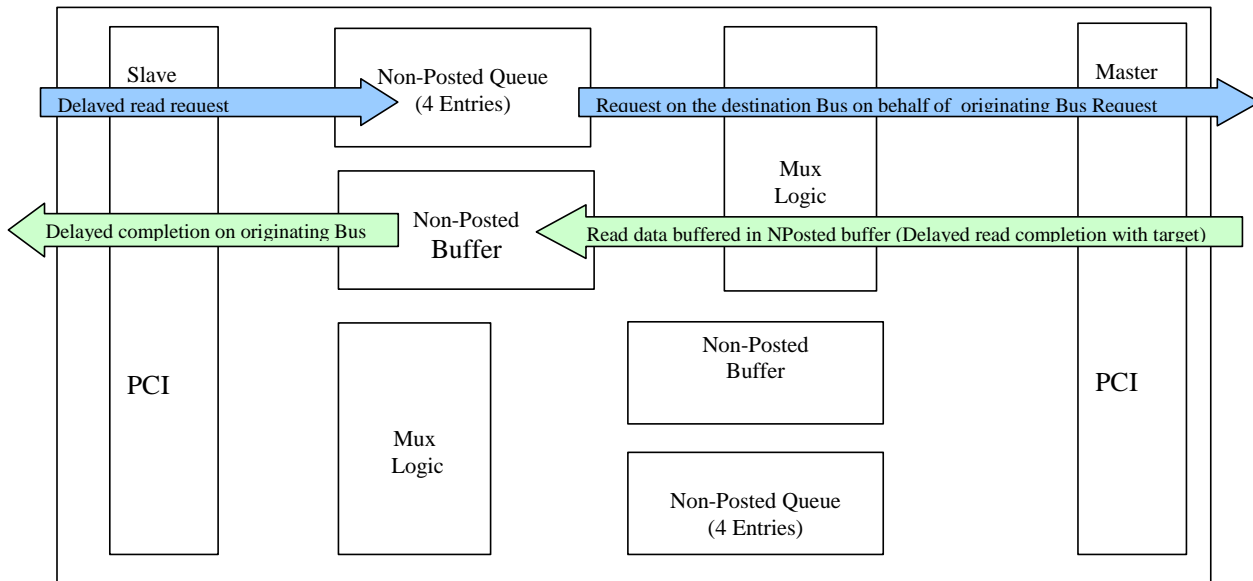 Slave
Non-Posted Queue
(4 Entries)
Master
Delayed read request
Request on the destination Bus on behalf of originating Bus Request
Mux
Logic
Non-Posted
Buffer
Delayed completion on originating Bus
Read data buffered in NPosted buffer (Delayed read completion with target)
Non-Posted
Buffer
PCI
PCI
Mux
Logic
Non-Posted Queue
(4 Entries)